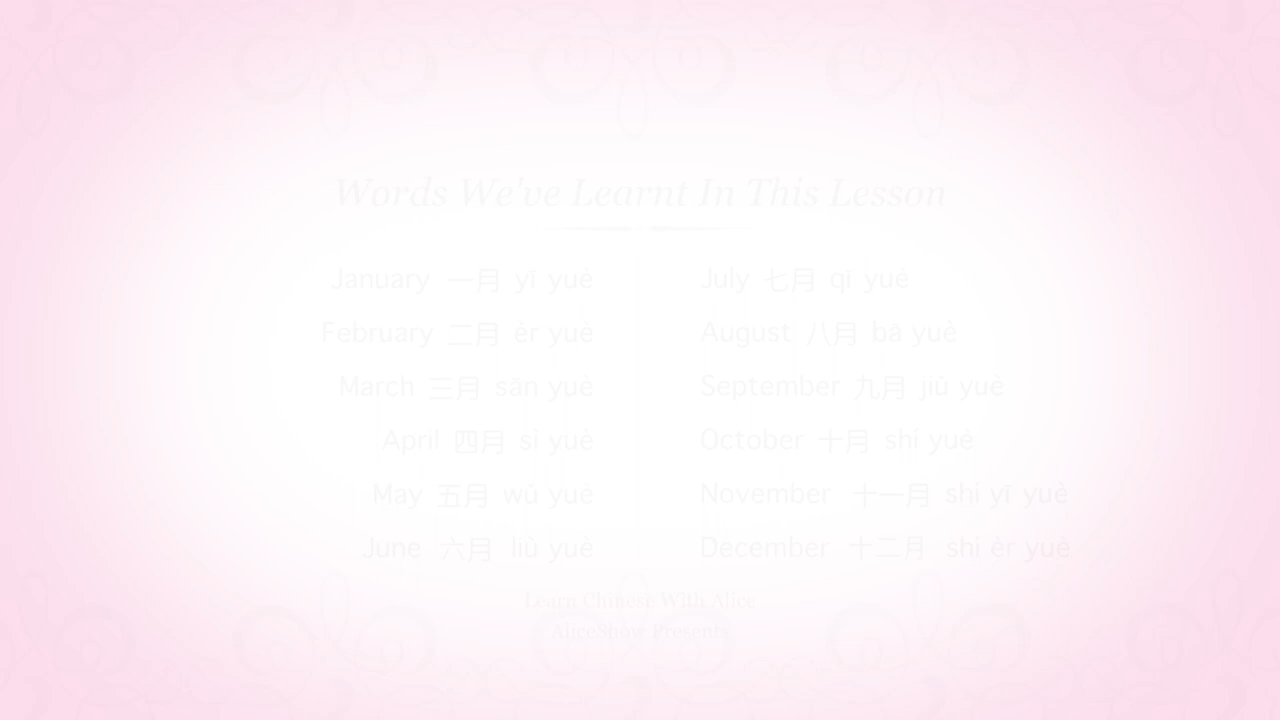 Words We've Learnt In This Lesson
January 一月 yī yuè
February 二月 èr yuè
March 三月 sān yuè
April 四月 sì yuè
May 五月 wǔ yuè
June 六月 liù yuè
July 七月 qī yuè
August 八月 bā yuè
September 九月 jiǔ yuè
October 十月 shí yuè
November 十一月 shí yī yuè
December 十二月 shí èr yuè
Learn Chinese With Alice
AliceShow Presents